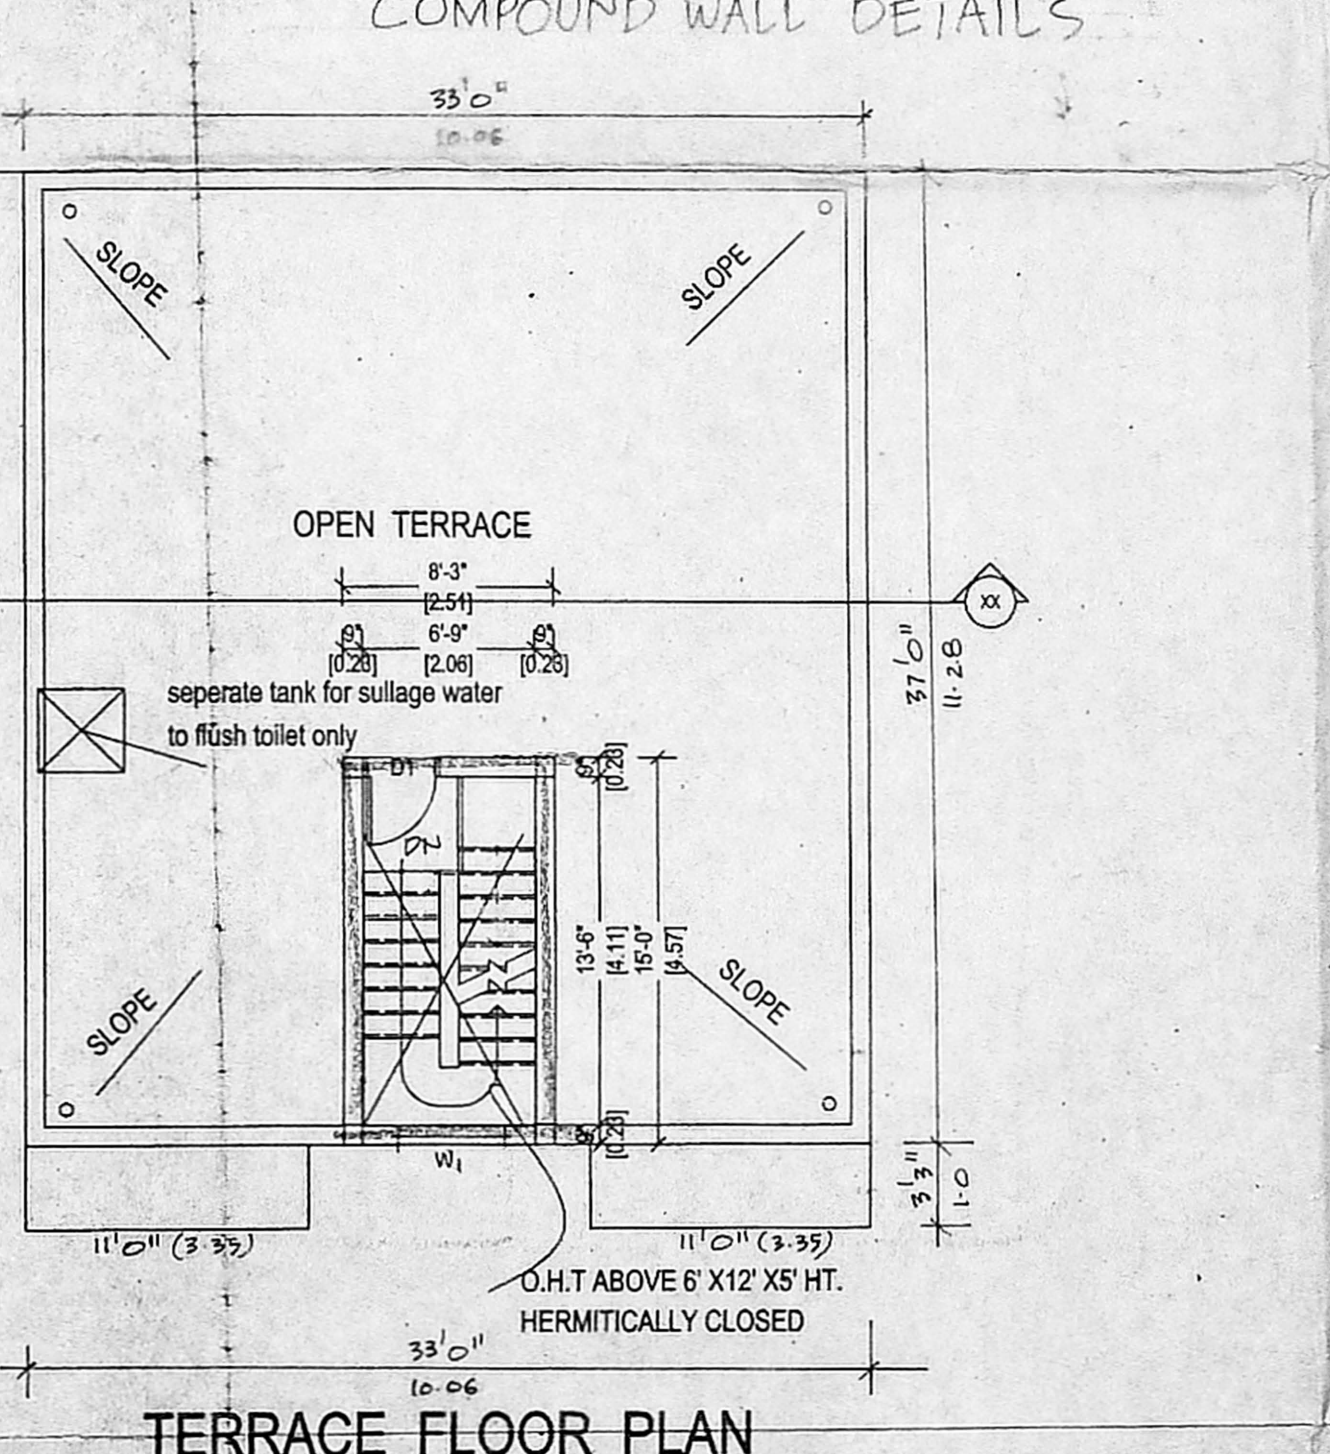 COMPOUND WALL DETAILS
33'0"
10.06
SLOPE
SLOPE
OPEN TERRACE
8'-3"
[2.51]
9"
6'-9"
9"
[0.23]
[2.06]
[0.23]
XX
37'0"
11.28
seperate tank for sullage water
to flush toilet only
D1
9"
[0.23]
DN
13'-6"
[4.11]
15'-0"
[4.57]
SLOPE
SLOPE
9"
[0.23]
W1
3'3"
1.0
11'0" (3.35)
11'0" (3.35)
O.H.T ABOVE 6' X12' X5' HT.
HERMITICALLY CLOSED
33'0"
10.06
TERRACE FLOOR PLAN